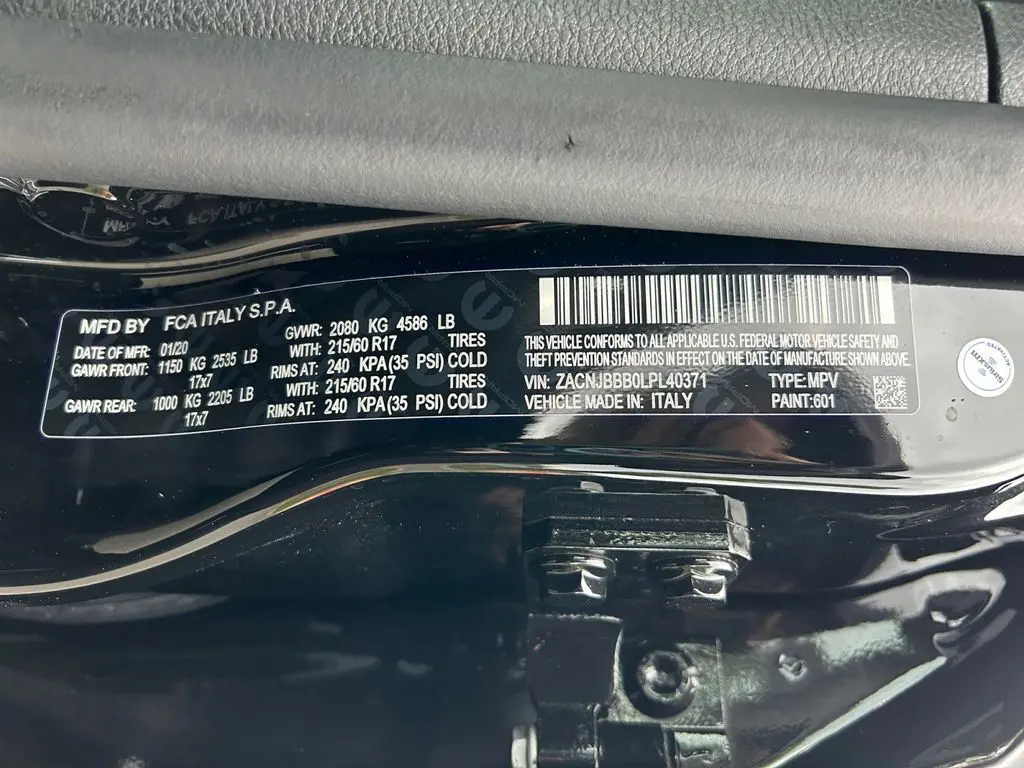 MFD BY FCA ITALY S.P.A.
DATE OF MFR: 01/20 GVWR: 2080 KG 4586 LB
GAWR FRONT: 1150 KG 2535 LB WITH: 215/60 R17 TIRES
17x7 RIMS AT: 240 KPA(35 PSI) COLD
GAWR REAR: 1000 KG 2205 LB WITH: 215/60 R17 TIRES
17x7 RIMS AT: 240 KPA(35 PSI) COLD
THIS VEHICLE CONFORMS TO ALL APPLICABLE U.S. FEDERAL MOTOR VEHICLE SAFETY AND
THEFT PREVENTION STANDARDS IN EFFECT ON THE DATE OF MANUFACTURE SHOWN ABOVE.
VIN: ZACNJBBB0LPL40371 TYPE:MPV
VEHICLE MADE IN: ITALY PAINT:601
SiriusXM
ACTIVATED